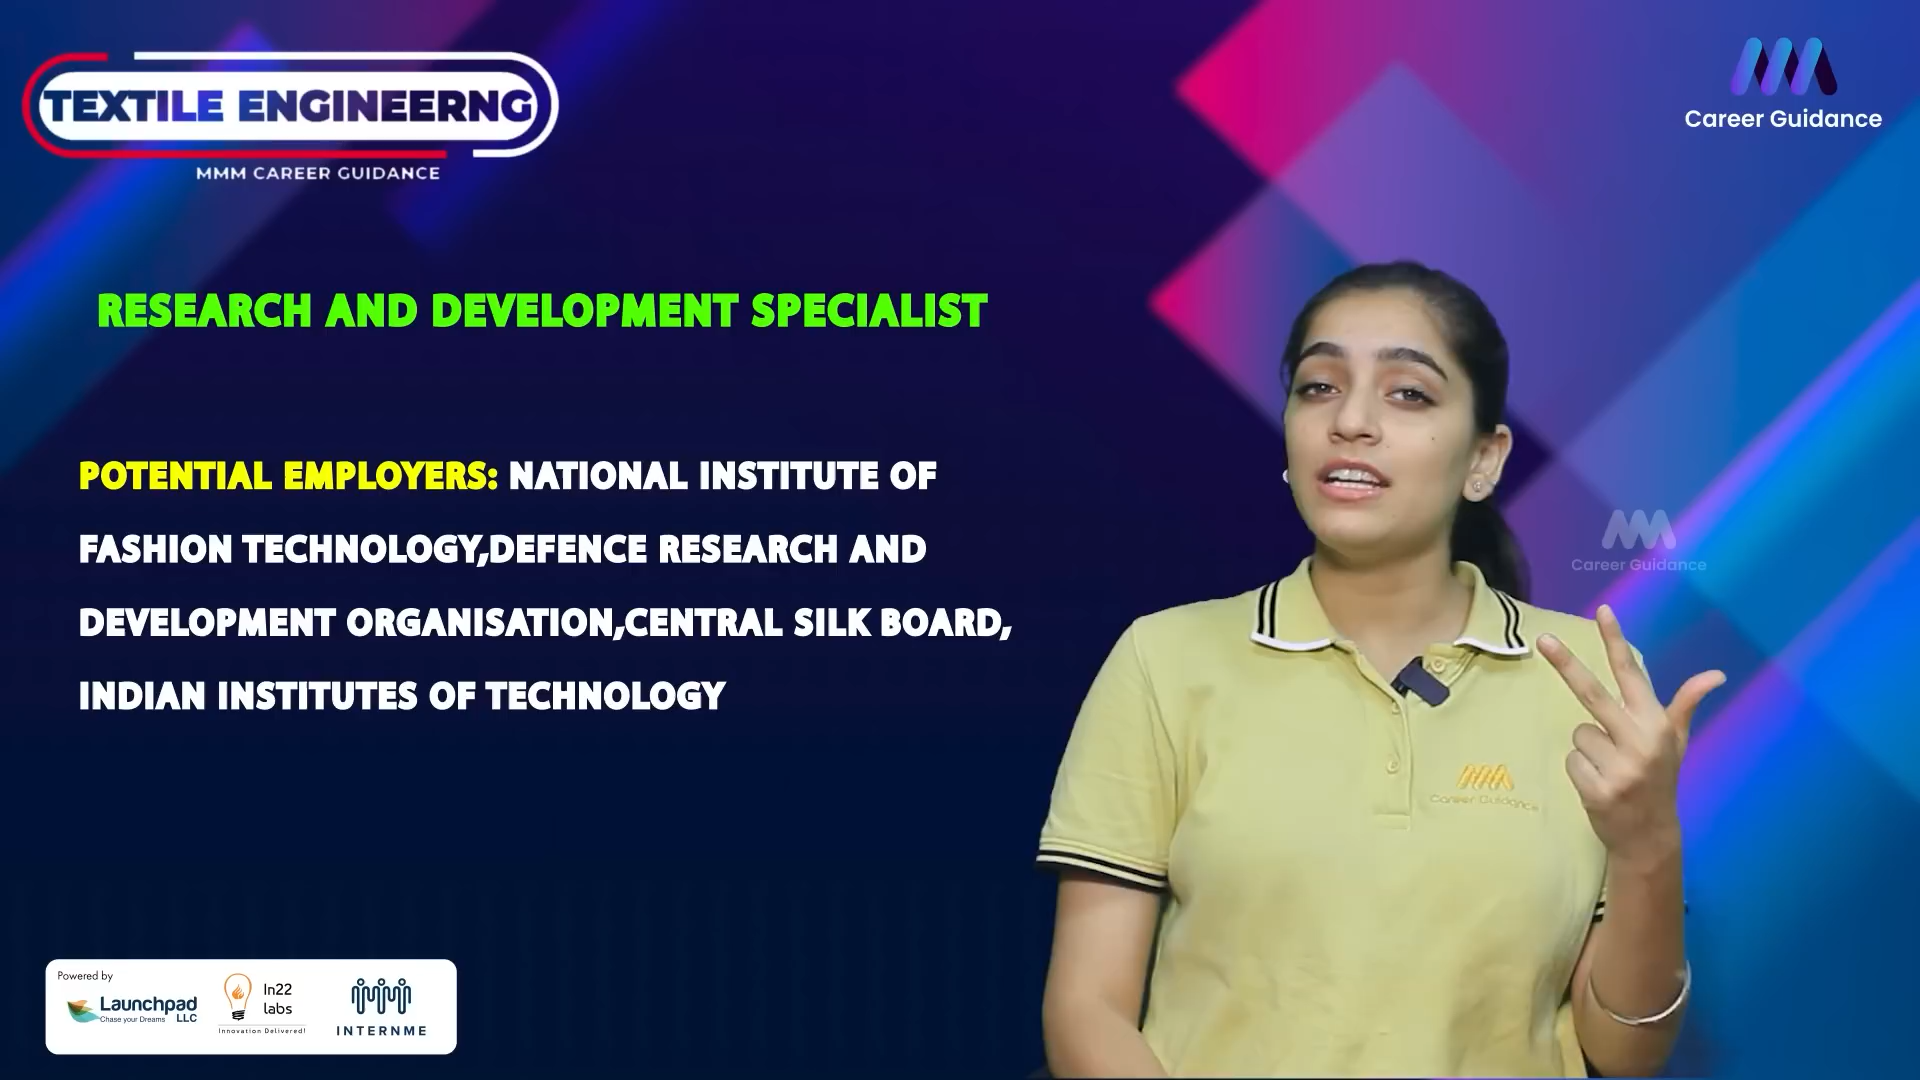 TEXTILE ENGINEERNG
MMM CAREER GUIDANCE
Career Guidance
RESEARCH AND DEVELOPMENT SPECIALIST
POTENTIAL EMPLOYERS: NATIONAL INSTITUTE OF
FASHION TECHNOLOGY,DEFENCE RESEARCH AND
DEVELOPMENT ORGANISATION,CENTRAL SILK BOARD,
INDIAN INSTITUTES OF TECHNOLOGY
Career Guidance
Career Guidance
Powered by
Launchpad
Chase your Dreams LLC
In22
labs
Innovation Delivered!
INTERNME